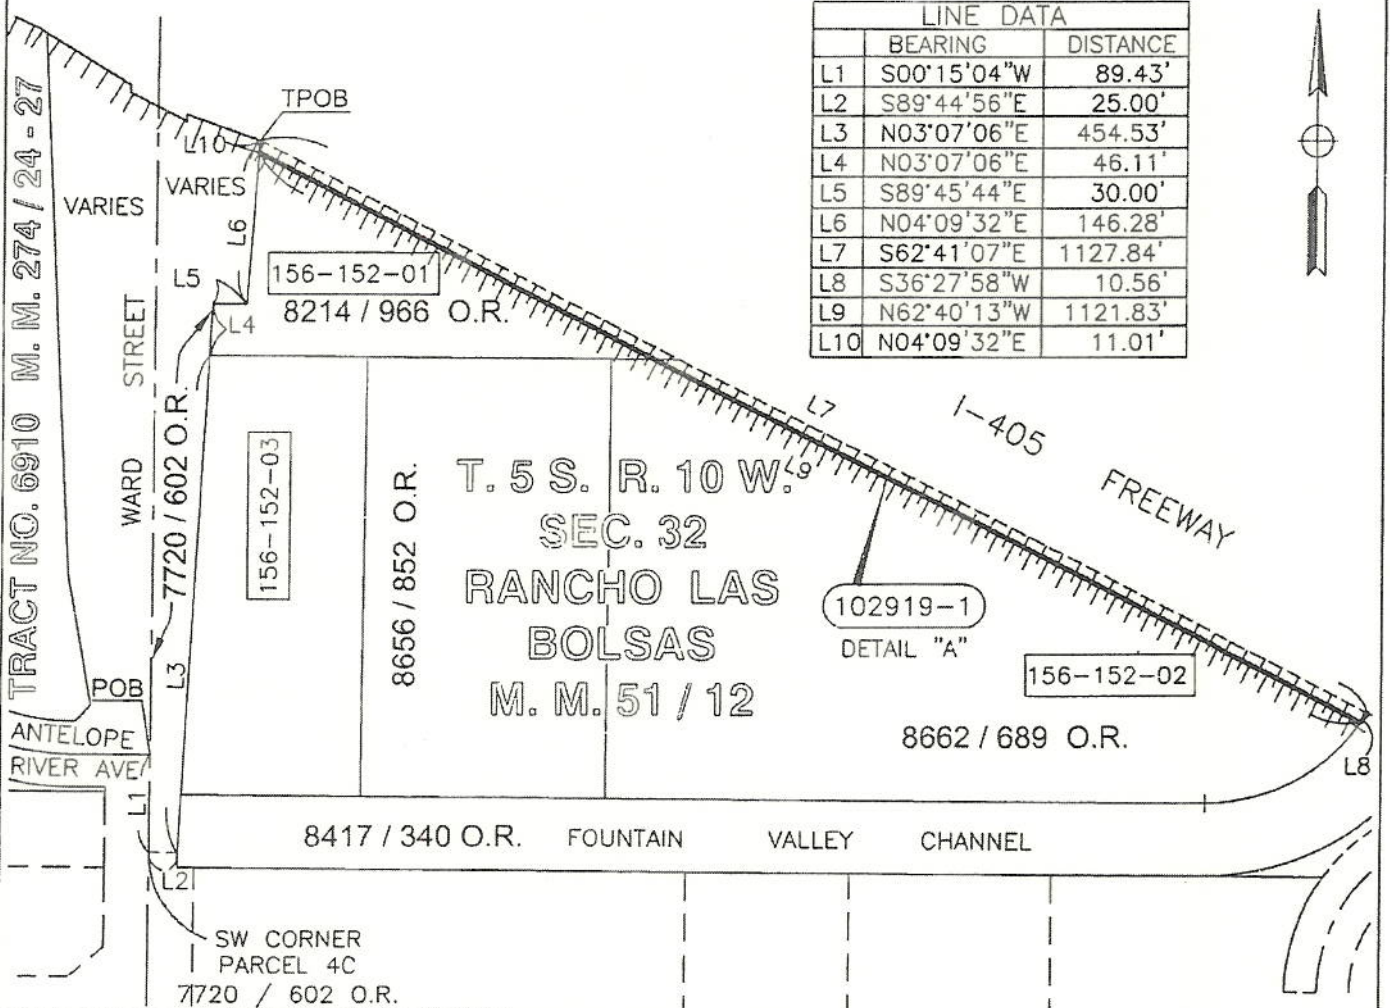 LINE DATA
BEARING DISTANCE
L1 S00°15'04"W 89.43'
L2 S89°44'56"E 25.00'
L3 N03°07'06"E 454.53'
L4 N03°07'06"E 46.11'
L5 S89°45'44"E 30.00'
L6 N04°09'32"E 146.28'
L7 S62°41'07"E 1127.84'
L8 S36°27'58"W 10.56'
L9 N62°40'13"W 1121.83'
L10 N04°09'32"E 11.01'
TPOB
L10
VARIES
VARIES
TRACT NO. 6910 M. M. 274 / 24 - 27
L6
L5
L4
156-152-01
8214 / 966 O.R.
WARD STREET
7720 / 602 O.R.
156-152-03
8656 / 852 O.R.
T. 5 S. R. 10 W.
SEC. 32
RANCHO LAS
BOLSAS
M. M. 51 / 12
L7
L9
I-405 FREEWAY
102919-1
DETAIL "A"
156-152-02
8662 / 689 O.R.
L8
L3
POB
ANTELOPE
RIVER AVE
L1
L2
8417 / 340 O.R. FOUNTAIN VALLEY CHANNEL
SW CORNER
PARCEL 4C
7720 / 602 O.R.